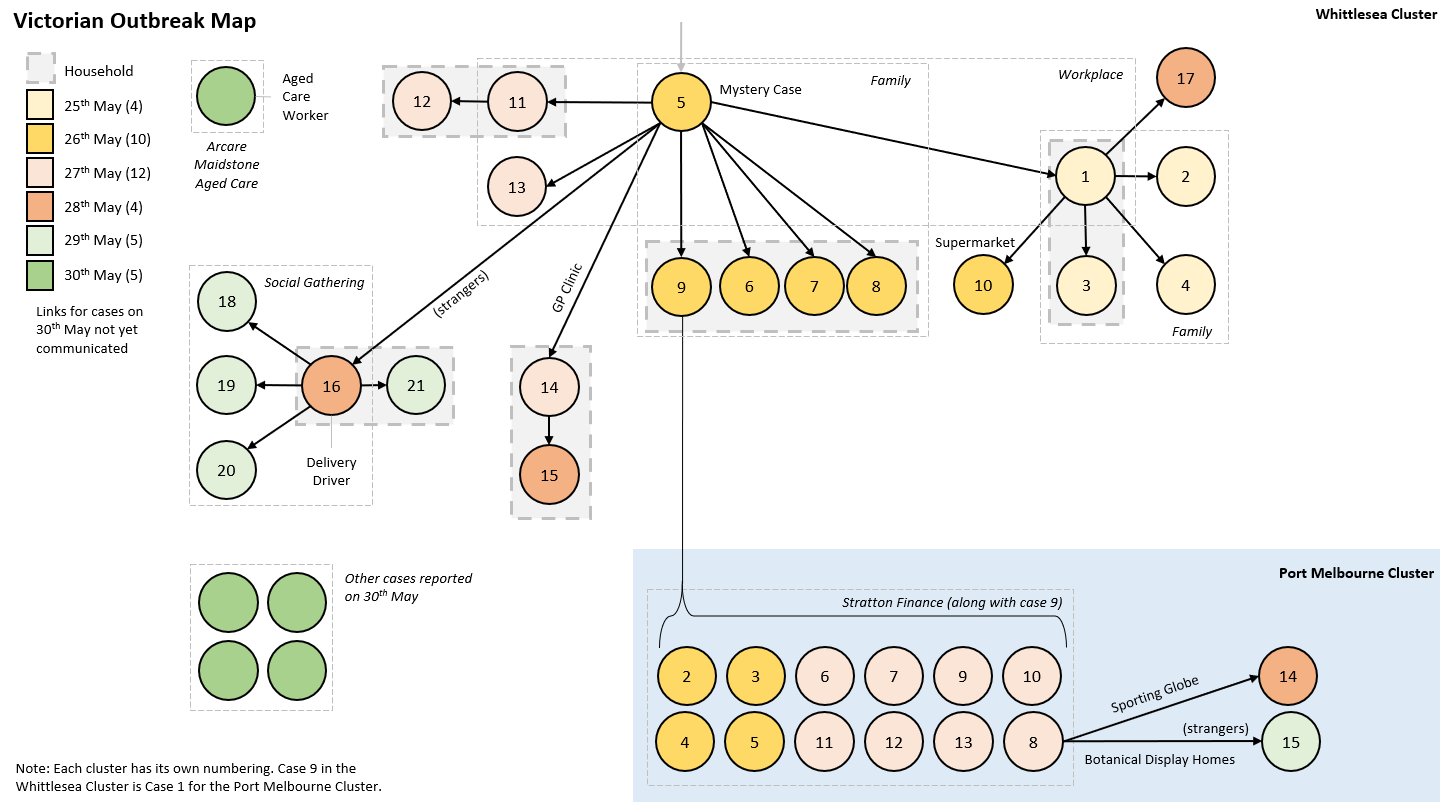 Victorian Outbreak Map
Whittlesea Cluster
Household
25th May (4)
26th May (10)
27th May (12)
28th May (4)
29th May (5)
30th May (5)
Links for cases on
30th May not yet
communicated
Aged
Care
Worker
Arcare
Maidstone
Aged Care
12
11
5
Mystery Case
Family
Workplace
17
13
1
2
9
6
7
8
Supermarket
10
3
4
Family
(strangers)
GP Clinic
Social Gathering
18
19
16
21
20
Delivery
Driver
14
15
Other cases reported
on 30th May
Port Melbourne Cluster
Stratton Finance (along with case 9)
2
3
6
7
9
10
4
5
11
12
13
8
Sporting Globe
14
(strangers)
15
Botanical Display Homes
Note: Each cluster has its own numbering. Case 9 in the
Whittlesea Cluster is Case 1 for the Port Melbourne Cluster.